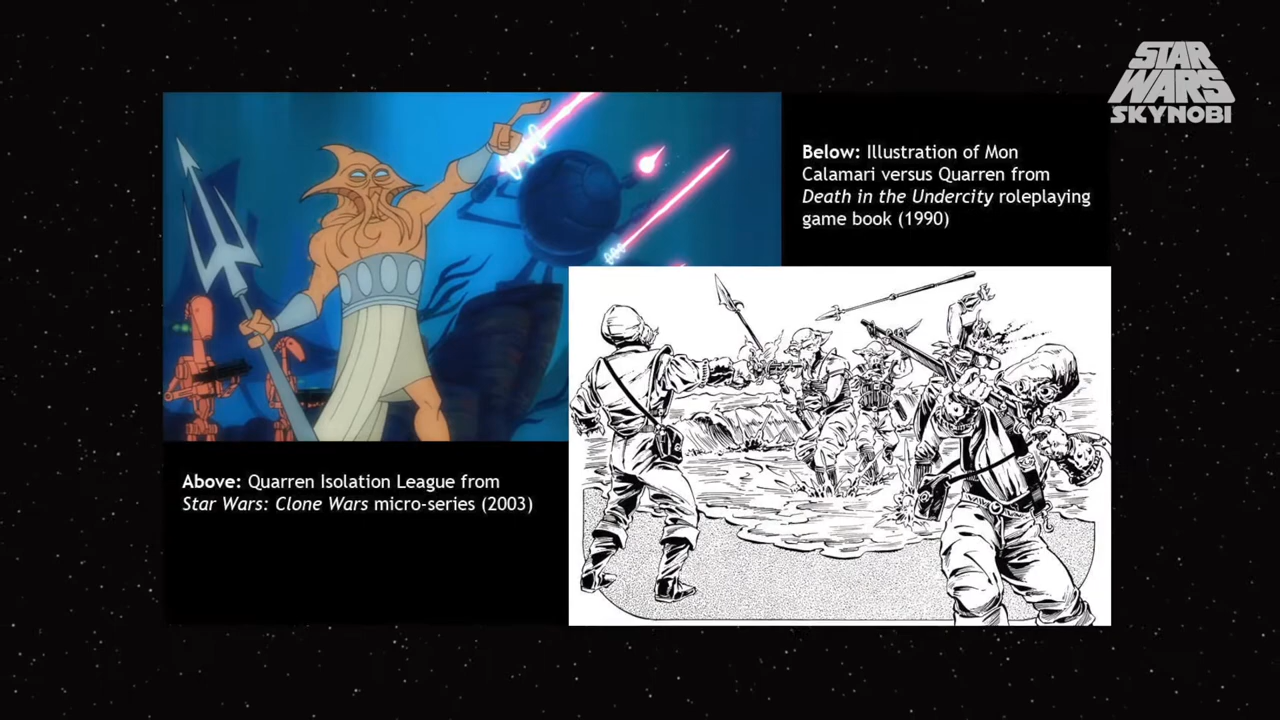 STAR
WARS
SKYNOBI
Below: Illustration of Mon
Calamari versus Quarren from
Death in the Undercity roleplaying
game book (1990)
Above: Quarren Isolation League from
Star Wars: Clone Wars micro-series (2003)